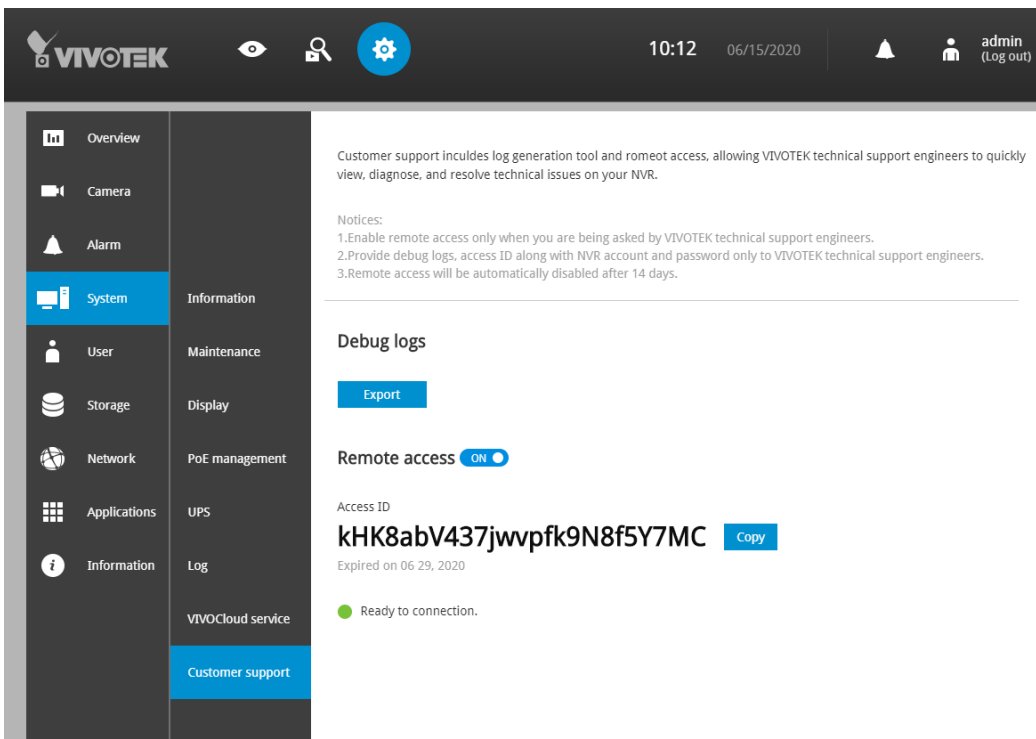 VIVOTEK
10:12 06/15/2020
admin
(Log out)
Overview
Camera
Alarm
System
User
Storage
Network
Applications
Information
Information
Maintenance
Display
PoE management
UPS
Log
VIVOCloud service
Customer support
Customer support inculdes log generation tool and romeot access, allowing VIVOTEK technical support engineers to quickly
view, diagnose, and resolve technical issues on your NVR.
Notices:
1.Enable remote access only when you are being asked by VIVOTEK technical support engineers.
2.Provide debug logs, access ID along with NVR account and password only to VIVOTEK technical support engineers.
3.Remote access will be automatically disabled after 14 days.
Debug logs
Export
Remote access ON
Access ID
kHK8abV437jwvpfk9N8f5Y7MC Copy
Expired on 06 29, 2020
Ready to connection.